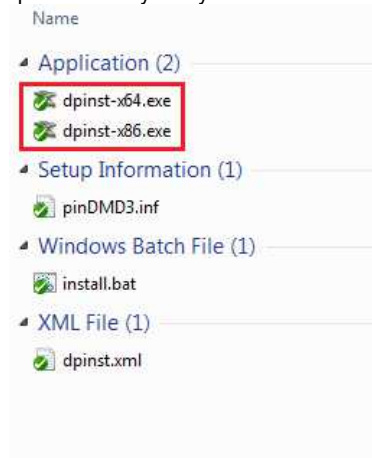 Name
Application (2)
dpinst-x64.exe
dpinst-x86.exe
Setup Information (1)
pinDMD3.inf
Windows Batch File (1)
install.bat
XML File (1)
dpinst.xml